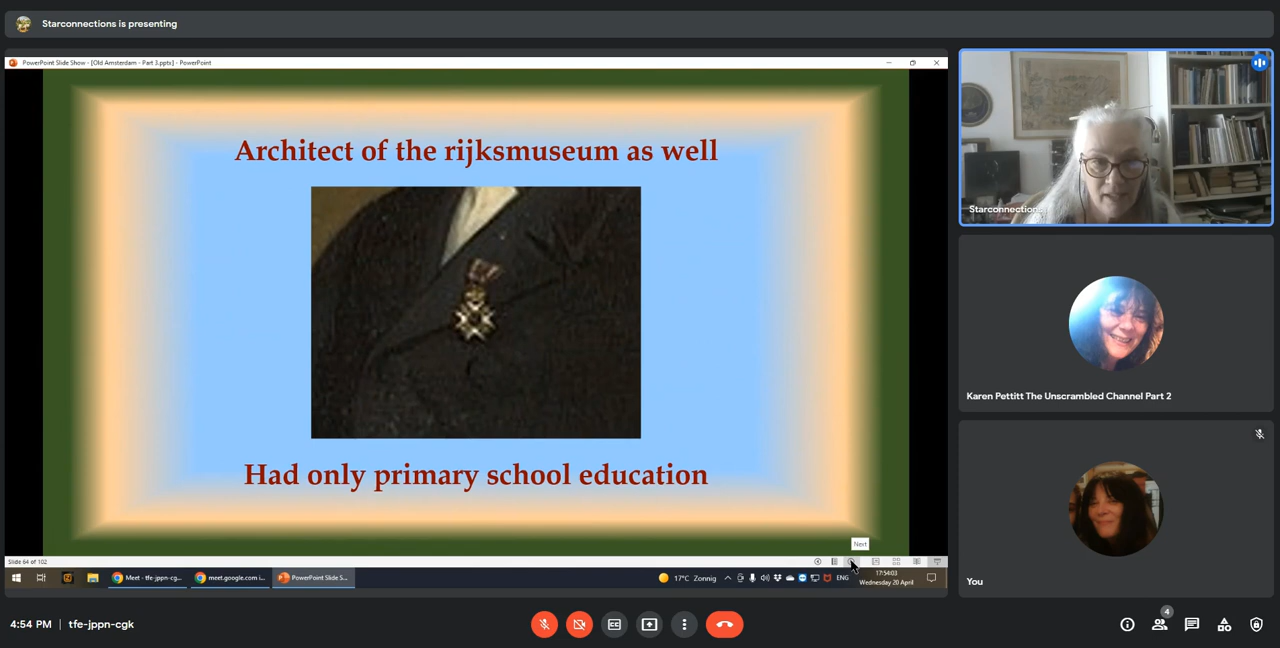 Starconnections is presenting
PowerPoint Slide Show - [Old Amsterdam - Part 3.ppts] - PowerPoint
Architect of the rijksmuseum as well
Had only primary school education
Next
Slide 64 of 102
Meet - tfe-jppn-cg...
meet.google.com i...
PowerPoint Slide S...
17°C Zonnig
ENG
17:54:03
Wednesday 20 April
Starconnections
Karen Pettitt The Unscrambled Channel Part 2
You
4:54 PM | tfe-jppn-cgk
4